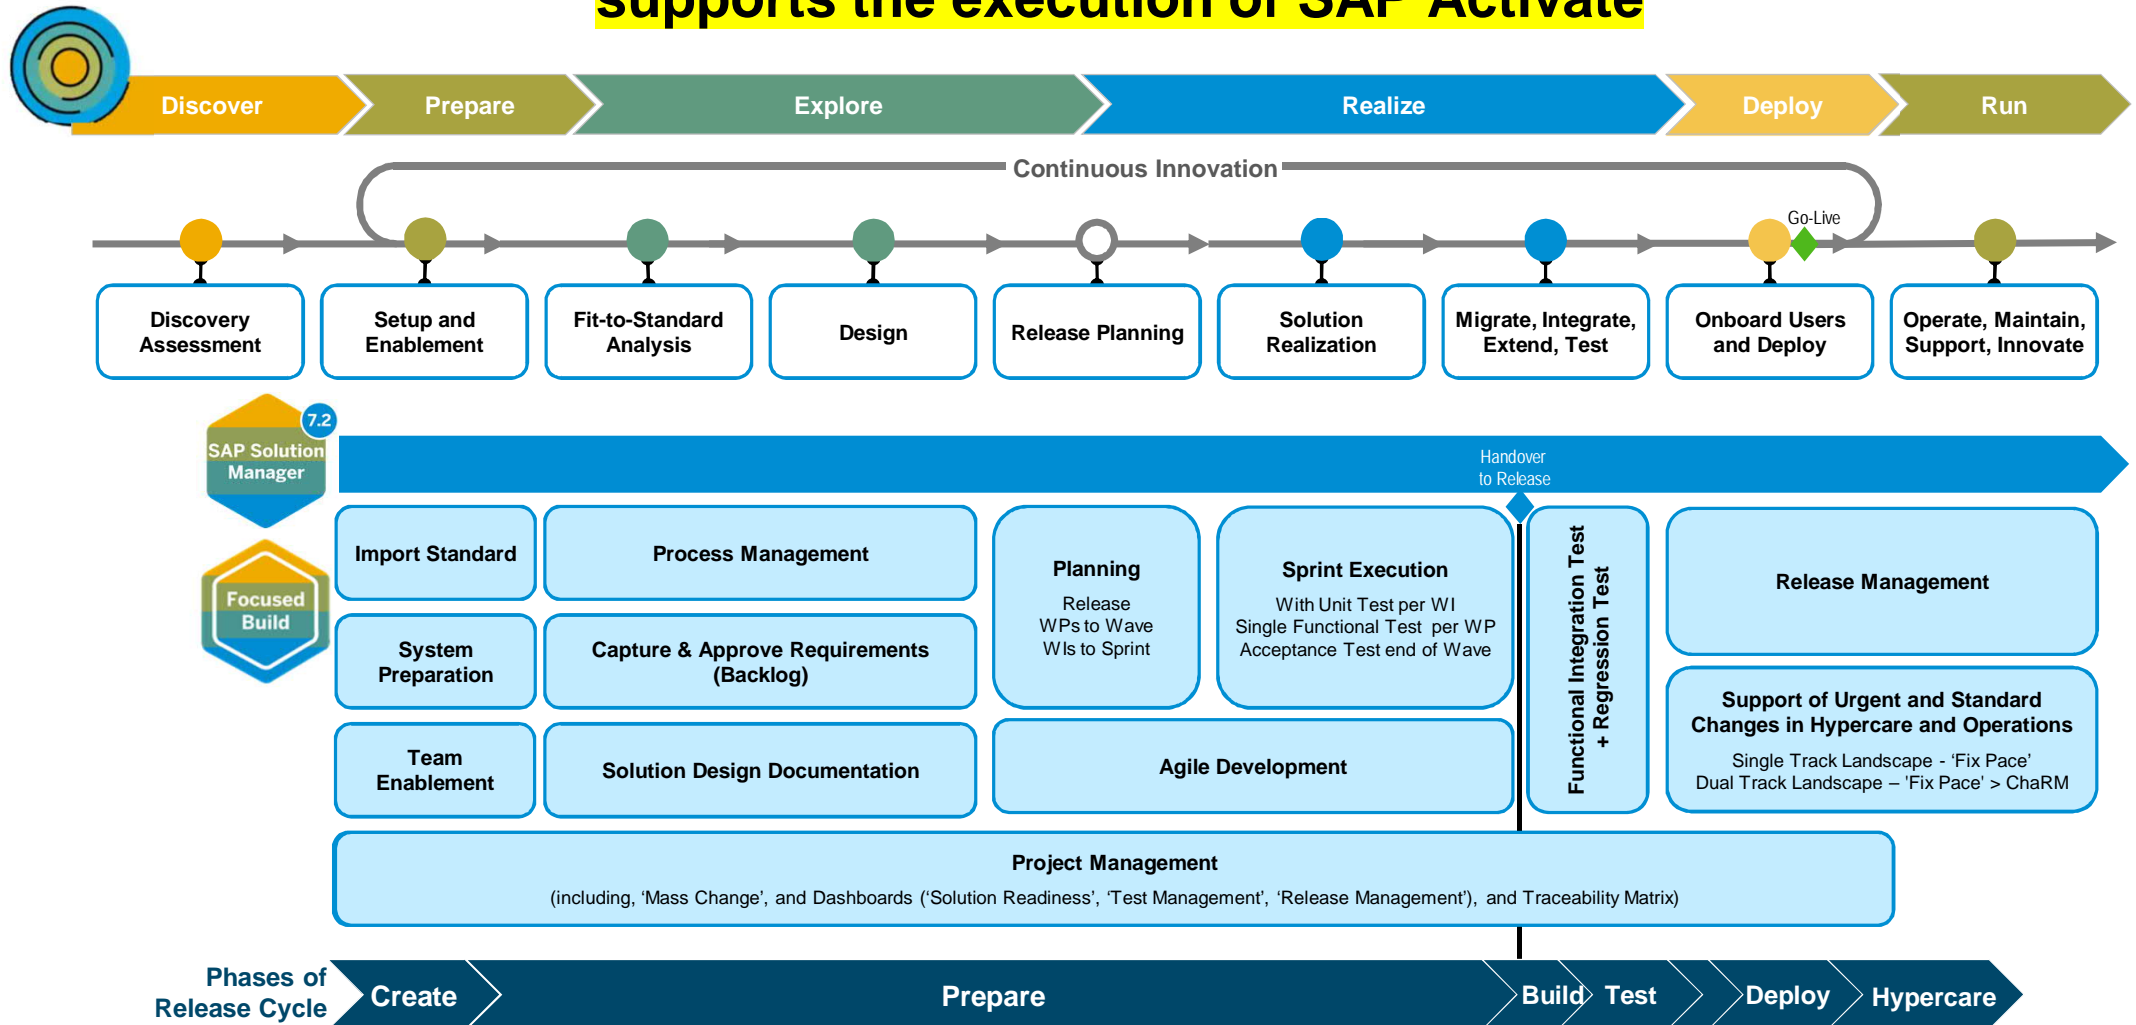 supports the execution of SAP Activate
Discover
Prepare
Explore
Realize
Deploy
Run
Continuous Innovation
Go-Live
Discovery
Assessment
Setup and
Enablement
Fit-to-Standard
Analysis
Design
Release Planning
Solution
Realization
Migrate, Integrate,
Extend, Test
Onboard Users
and Deploy
Operate, Maintain,
Support, Innovate
7.2
SAP Solution
Manager
Handover
to Release
Focused
Build
Import Standard
Process Management
Planning
Release
WPs to Wave
WIs to Sprint
Sprint Execution
With Unit Test per WI
Single Functional Test per WP
Acceptance Test end of Wave
Functional Integration Test
+ Regression Test
Release Management
System
Preparation
Capture & Approve Requirements
(Backlog)
Support of Urgent and Standard
Changes in Hypercare and Operations
Single Track Landscape - ‘Fix Pace’
Dual Track Landscape – 'Fix Pace' > ChaRM
Team
Enablement
Solution Design Documentation
Agile Development
Project Management
(including, ‘Mass Change’, and Dashboards (‘Solution Readiness’, ‘Test Management’, ‘Release Management’), and Traceability Matrix)
Phases of
Release Cycle
Create
Prepare
Build
Test
Deploy
Hypercare